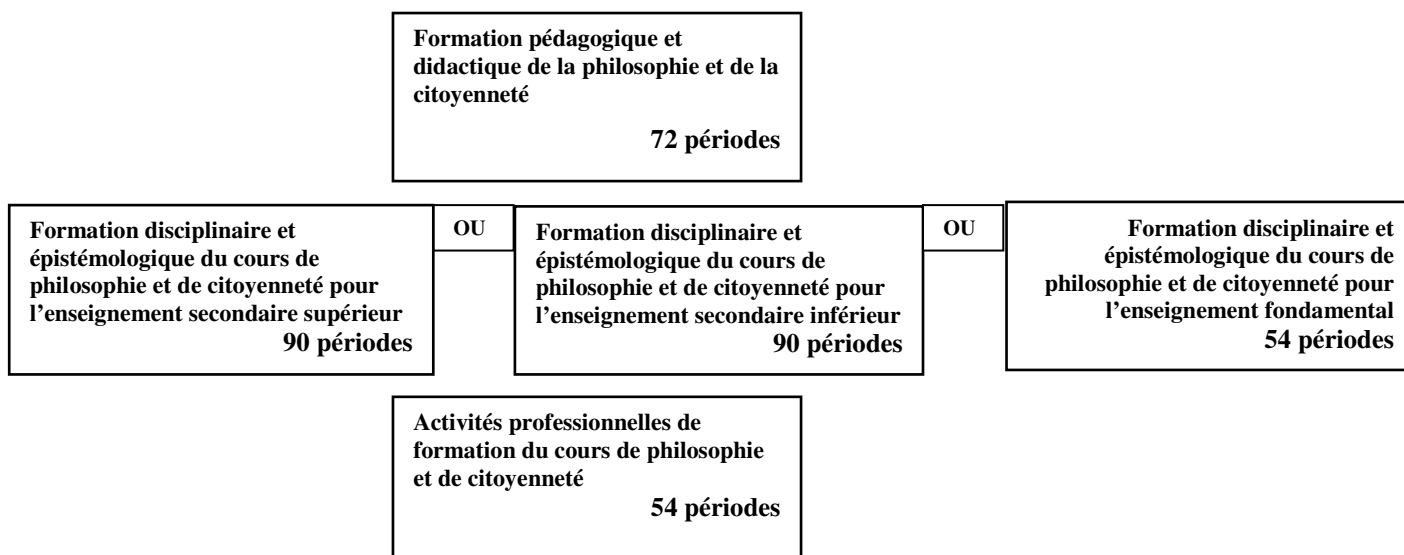 Formation pédagogique et
didactique de la philosophie et de la
citoyenneté
72 périodes
Formation disciplinaire et
épistémologique du cours de
philosophie et de citoyenneté pour
l’enseignement secondaire supérieur
90 périodes
OU
Formation disciplinaire et
épistémologique du cours de
philosophie et de citoyenneté pour
l’enseignement secondaire inférieur
90 périodes
OU
Formation disciplinaire et
épistémologique du cours de
philosophie et de citoyenneté pour
l’enseignement fondamental
54 périodes
Activités professionnelles de
formation du cours de philosophie
et de citoyenneté
54 périodes